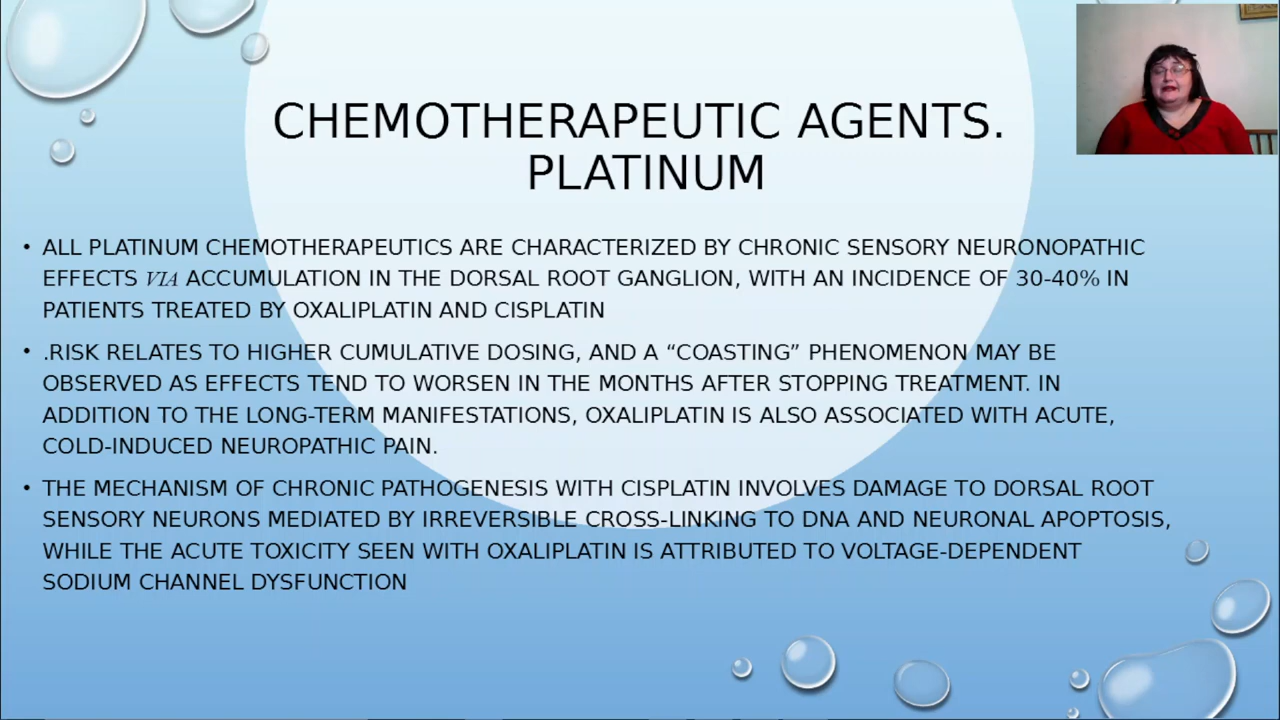 CHEMOTHERAPEUTIC AGENTS.
PLATINUM
• ALL PLATINUM CHEMOTHERAPEUTICS ARE CHARACTERIZED BY CHRONIC SENSORY NEURONOPATHIC
EFFECTS VIA ACCUMULATION IN THE DORSAL ROOT GANGLION, WITH AN INCIDENCE OF 30-40% IN
PATIENTS TREATED BY OXALIPLATIN AND CISPLATIN
• .RISK RELATES TO HIGHER CUMULATIVE DOSING, AND A “COASTING” PHENOMENON MAY BE
OBSERVED AS EFFECTS TEND TO WORSEN IN THE MONTHS AFTER STOPPING TREATMENT. IN
ADDITION TO THE LONG-TERM MANIFESTATIONS, OXALIPLATIN IS ALSO ASSOCIATED WITH ACUTE,
COLD-INDUCED NEUROPATHIC PAIN.
• THE MECHANISM OF CHRONIC PATHOGENESIS WITH CISPLATIN INVOLVES DAMAGE TO DORSAL ROOT
SENSORY NEURONS MEDIATED BY IRREVERSIBLE CROSS-LINKING TO DNA AND NEURONAL APOPTOSIS,
WHILE THE ACUTE TOXICITY SEEN WITH OXALIPLATIN IS ATTRIBUTED TO VOLTAGE-DEPENDENT
SODIUM CHANNEL DYSFUNCTION